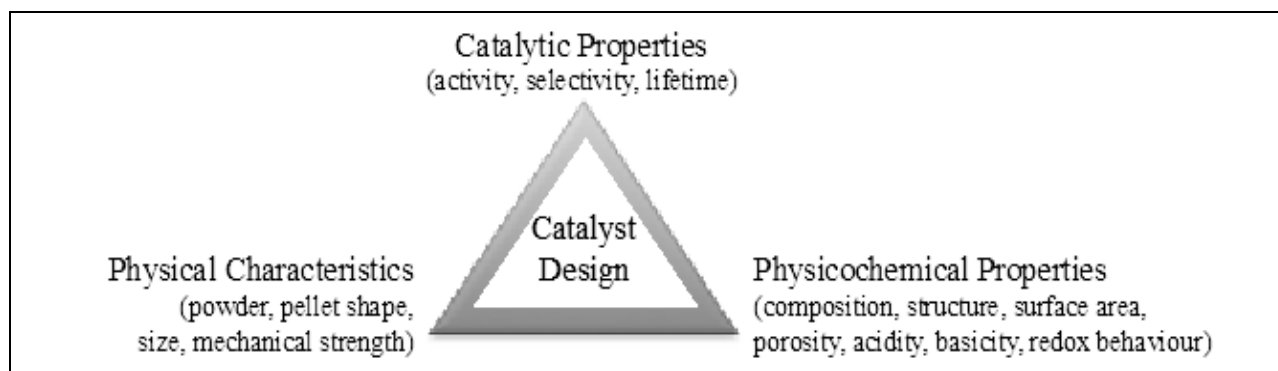 Catalytic Properties
(activity, selectivity, lifetime)
Catalyst
Design
Physical Characteristics
(powder, pellet shape,
size, mechanical strength)
Physicochemical Properties
(composition, structure, surface area,
porosity, acidity, basicity, redox behaviour)